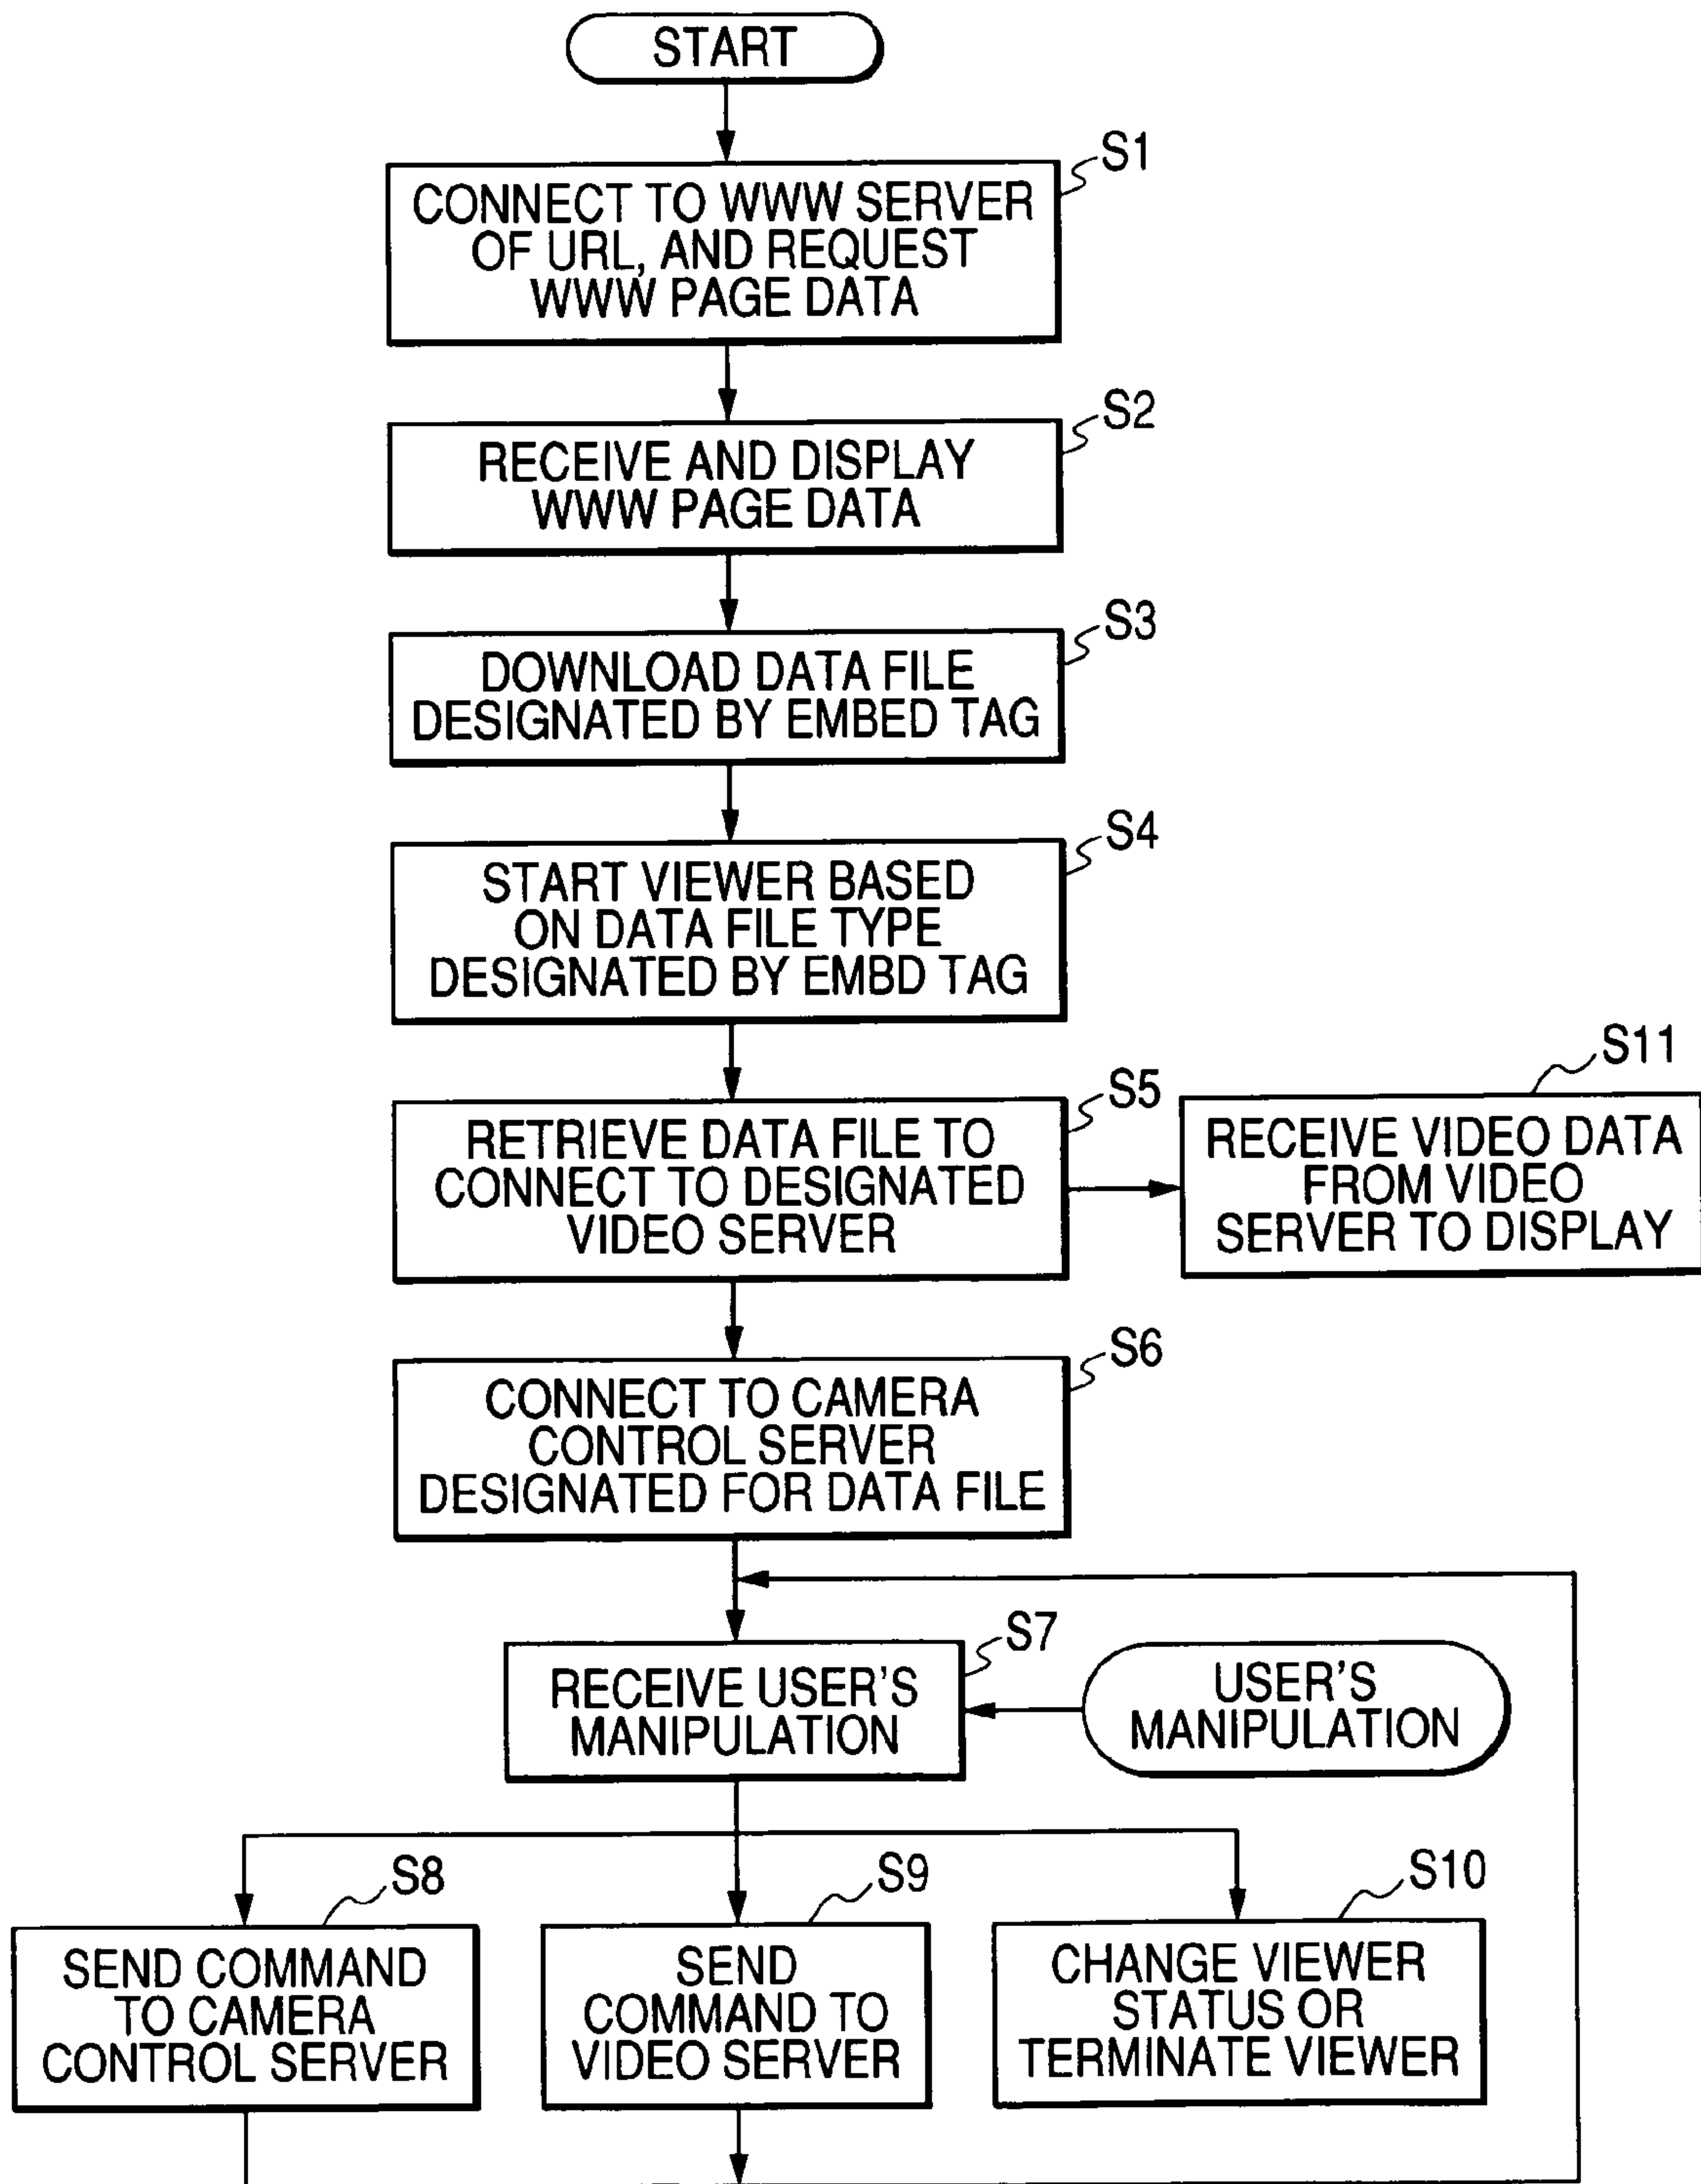 START
S1
CONNECT TO WWW SERVER
OF URL, AND REQUEST
WWW PAGE DATA
S2
RECEIVE AND DISPLAY
WWW PAGE DATA
S3
DOWNLOAD DATA FILE
DESIGNATED BY EMBED TAG
S4
START VIEWER BASED
ON DATA FILE TYPE
DESIGNATED BY EMBD TAG
S5
RETRIEVE DATA FILE TO
CONNECT TO DESIGNATED
VIDEO SERVER
S11
RECEIVE VIDEO DATA
FROM VIDEO
SERVER TO DISPLAY
S6
CONNECT TO CAMERA
CONTROL SERVER
DESIGNATED FOR DATA FILE
S7
RECEIVE USER'S
MANIPULATION
USER'S
MANIPULATION
S8
SEND COMMAND
TO CAMERA
CONTROL SERVER
S9
SEND
COMMAND TO
VIDEO SERVER
S10
CHANGE VIEWER
STATUS OR
TERMINATE VIEWER